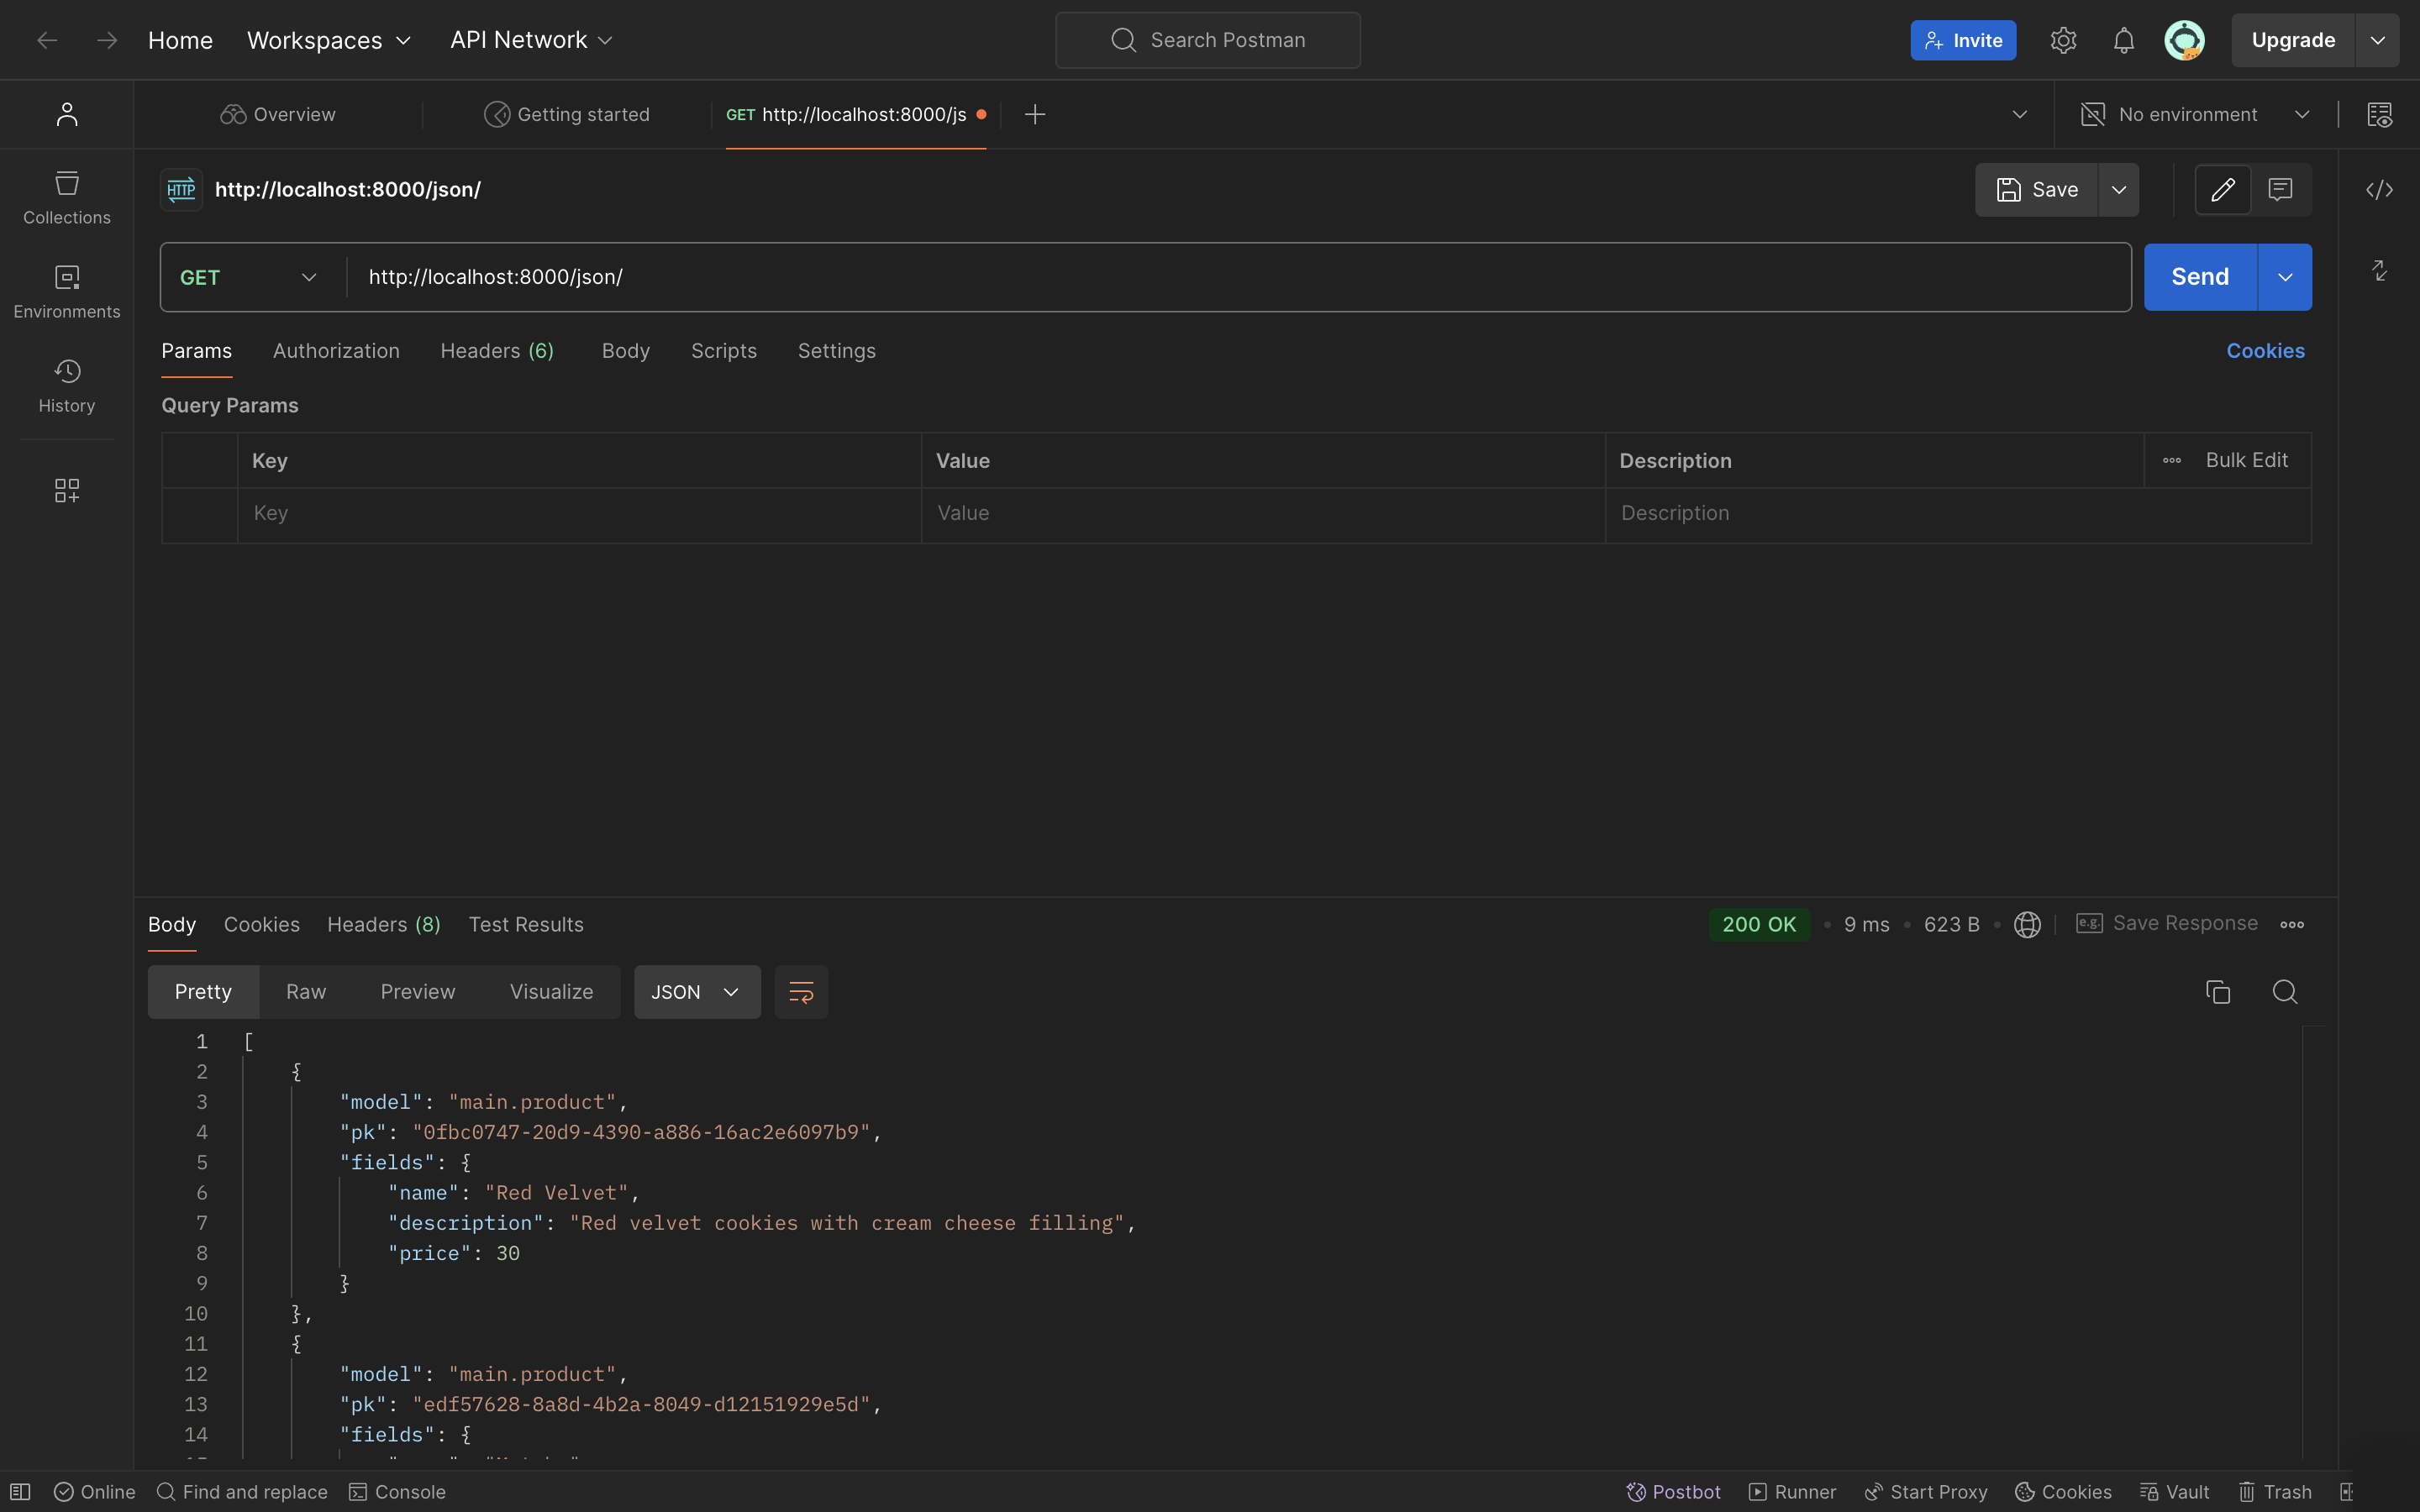 Home Workspaces API Network Search Postman Invite Upgrade
Overview Getting started GET http://localhost:8000/js No environment
HTTP http://localhost:8000/json/ Save
Collections
Environments
History
GET http://localhost:8000/json/ Send
Params Authorization Headers (6) Body Scripts Settings Cookies
Query Params
Key Value Description Bulk Edit
Key Value Description
Body Cookies Headers (8) Test Results 200 OK • 9 ms • 623 B • e.g. Save Response
Pretty Raw Preview Visualize JSON
1 [
2 {
3 "model": "main.product",
4 "pk": "0fbc0747-20d9-4390-a886-16ac2e6097b9",
5 "fields": {
6 "name": "Red Velvet",
7 "description": "Red velvet cookies with cream cheese filling",
8 "price": 30
9 }
10 },
11 {
12 "model": "main.product",
13 "pk": "edf57628-8a8d-4b2a-8049-d12151929e5d",
14 "fields": {
Online Find and replace Console Postbot Runner Start Proxy Cookies Vault Trash